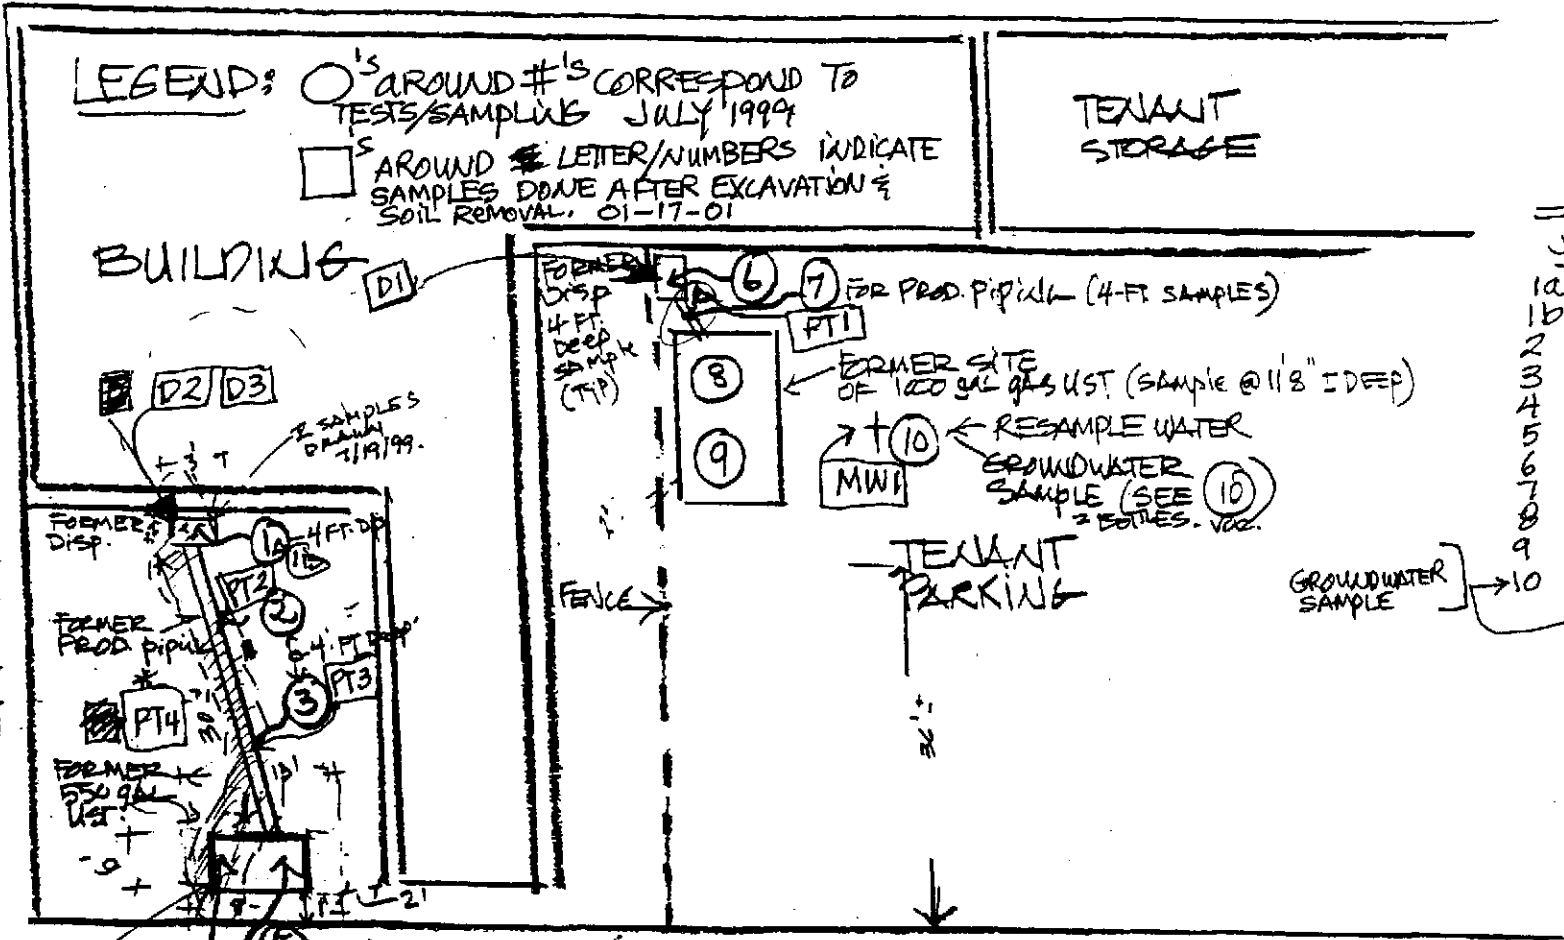 LEGEND: O'S AROUND #'S CORRESPOND TO
TESTS/SAMPLING JULY 1999
□'S AROUND LETTER/NUMBERS INDICATE
SAMPLES DONE AFTER EXCAVATION &
SOIL REMOVAL. 01-17-01
TENANT
STORAGE
BUILDING
D1
FORMER
DISP
4 FT.
DEEP
SAMPLE
(TYP)
6
7
FOR PROD. PIPING (4-FT SAMPLES)
PT1
8
9
FORMER SITE
OF 1000 GAL GAS UST (SAMPLE @ 11'8" ± DEEP)
10
RESAMPLE WATER
MW1
GROUNDWATER
SAMPLE (SEE 10)
2 BOTTLES. VOC.
D2
D3
2 SAMPLES
DRAWN
7/19/99.
FORMER
DISP.
1A
4 FT. DP
1B
PT2
2
FORMER
PROD. PIPING
4-FT DEEP
3
PT3
PT4
30'
13'
FORMER
550 GAL
UST.
2'
FENCE
TENANT
PARKING
36'±
1a
1b
2
3
4
5
6
7
8
9
10
GROUNDWATER
SAMPLE